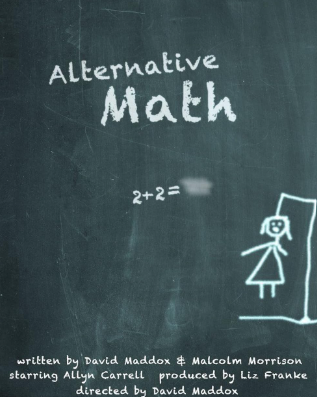 Alternative
Math
2+2=
written by David Maddox & Malcolm Morrison
starring Allyn Carrell produced by Liz Franke
directed by David Maddox